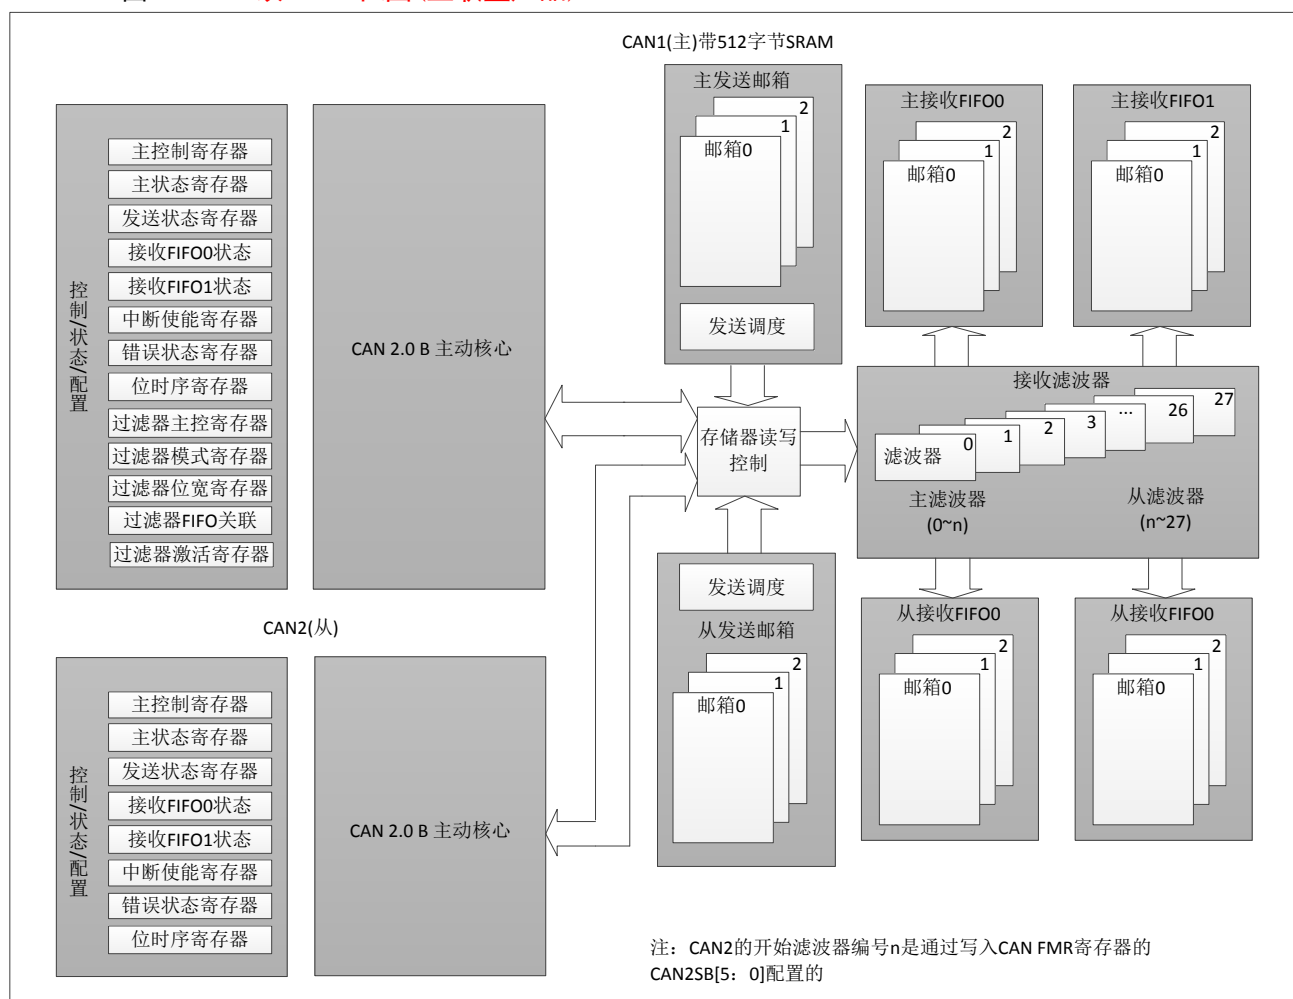 CAN1(主)带512字节SRAM
主发送邮箱
2
1
邮箱0
发送调度
主接收FIFO0
2
1
邮箱0
主接收FIFO1
2
1
邮箱0
控制/状态/配置
主控制寄存器
主状态寄存器
发送状态寄存器
接收FIFO0状态
接收FIFO1状态
中断使能寄存器
错误状态寄存器
位时序寄存器
过滤器主控寄存器
过滤器模式寄存器
过滤器位宽寄存器
过滤器FIFO关联
过滤器激活寄存器
CAN 2.0 B 主动核心
存储器读写
控制
接收滤波器
滤波器
0
1
2
3
...
26
27
主滤波器
(0~n)
从滤波器
(n~27)
发送调度
从发送邮箱
2
1
邮箱0
从接收FIFO0
2
1
邮箱0
从接收FIFO0
2
1
邮箱0
CAN2(从)
控制/状态/配置
主控制寄存器
主状态寄存器
发送状态寄存器
接收FIFO0状态
接收FIFO1状态
中断使能寄存器
错误状态寄存器
位时序寄存器
CAN 2.0 B 主动核心
注：CAN2的开始滤波器编号n是通过写入CAN FMR寄存器的
CAN2SB[5：0]配置的